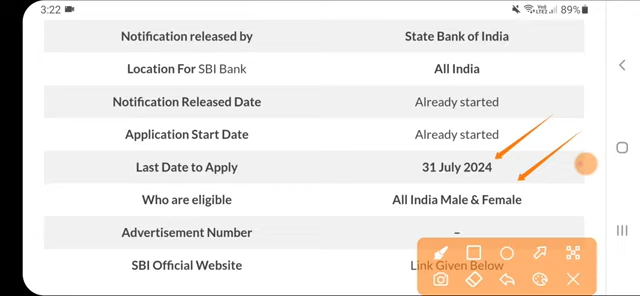 3:22
Vo
LTE2
89%
Notification released by State Bank of India
Location For SBI Bank All India
Notification Released Date Already started
Application Start Date Already started
Last Date to Apply 31 July 2024
Who are eligible All India Male & Female
Advertisement Number –
SBI Official Website Link Given Below